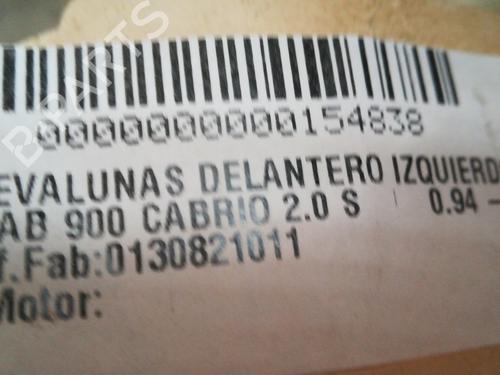 B-PARTS
0000000000154838
EVALUNAS DELANTERO IZQUIERD
AB 900 CABRIO 2.0 S | 0.94 -
f.Fab:0130821011
Motor: